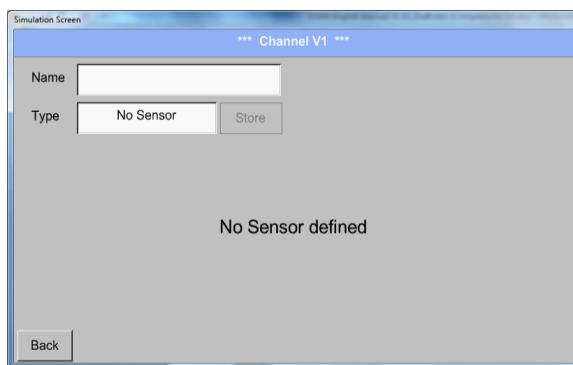 Simulation Screen
*** Channel V1 ***
Name
Type No Sensor Store
No Sensor defined
Back